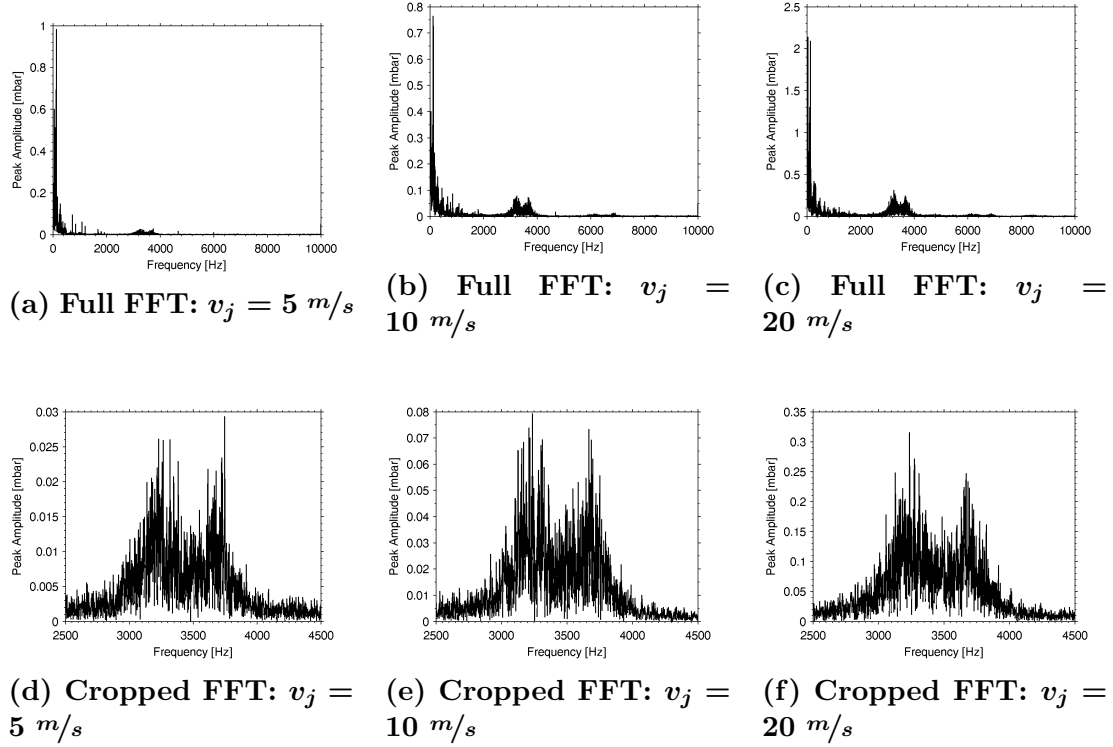 Peak Amplitude [mbar]
1
0.8
0.6
0.4
0.2
0
0 2000 4000 6000 8000 10000
Frequency [Hz]
(a) Full FFT: v_j = 5 m/s
Peak Amplitude [mbar]
0.8
0.7
0.6
0.5
0.4
0.3
0.2
0.1
0
0 2000 4000 6000 8000 10000
Frequency [Hz]
(b) Full FFT: v_j =
10 m/s
Peak Amplitude [mbar]
2.5
2
1.5
1
0.5
0
0 2000 4000 6000 8000 10000
Frequency [Hz]
(c) Full FFT: v_j =
20 m/s
Peak Amplitude [mbar]
0.03
0.025
0.02
0.015
0.01
0.005
0
2500 3000 3500 4000 4500
Frequency [Hz]
(d) Cropped FFT: v_j =
5 m/s
Peak Amplitude [mbar]
0.08
0.07
0.06
0.05
0.04
0.03
0.02
0.01
0
2500 3000 3500 4000 4500
Frequency [Hz]
(e) Cropped FFT: v_j =
10 m/s
Peak Amplitude [mbar]
0.35
0.3
0.25
0.2
0.15
0.1
0.05
0
2500 3000 3500 4000 4500
Frequency [Hz]
(f) Cropped FFT: v_j =
20 m/s